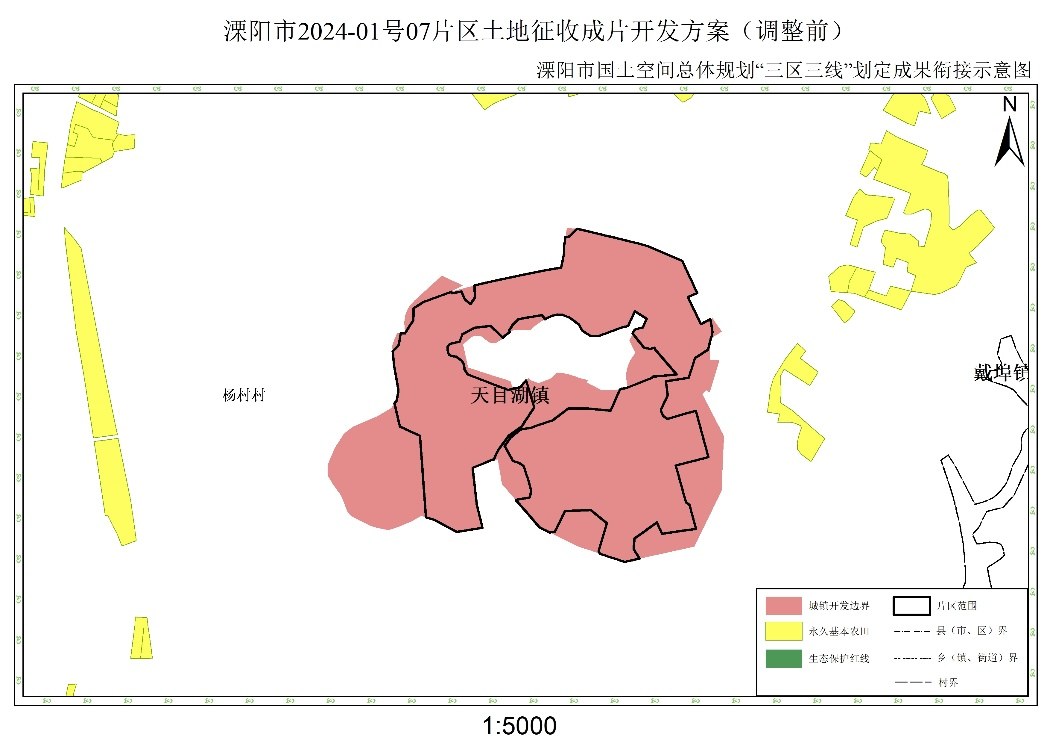 溧阳市2024-01号07片区土地征收成片开发方案（调整前）
溧阳市国土空间总体规划“三区三线”划定成果衔接示意图
N
戴埠镇
杨村村
天目湖镇
城镇开发边界
片区范围
永久基本农田
县（市、区）界
生态保护红线
乡（镇、街道）界
村界
1:5000